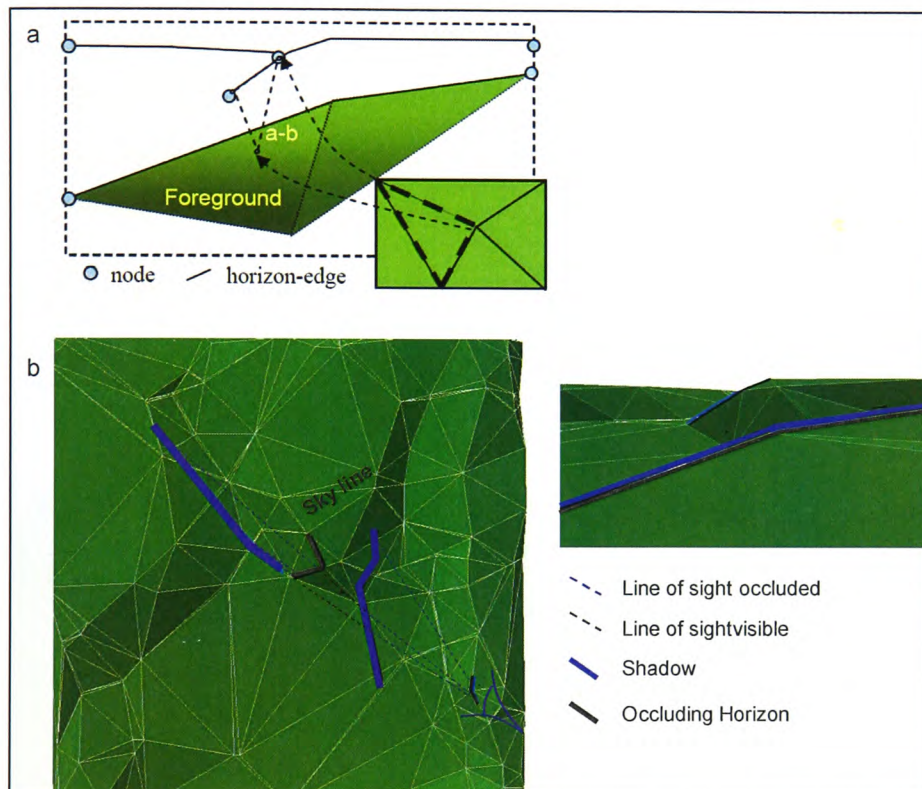 a
a-b
Foreground
node
horizon-edge
b
Sky line
Line of sight occluded
Line of sightvisible
Shadow
Occluding Horizon